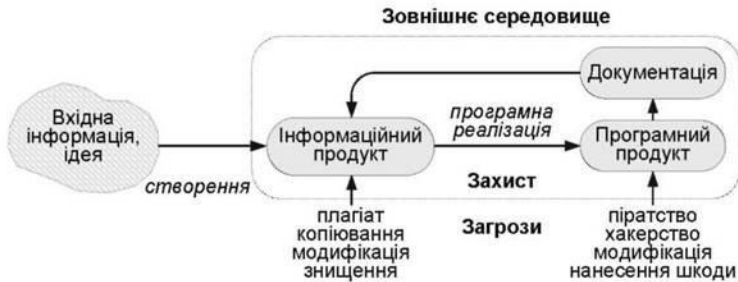 Зовнішнє середовище
Документація
Вхідна
інформація,
ідея
створення
Інформаційний
продукт
програмна
реалізація
Програмний
продукт
Захист
Загрози
плагіат
копіювання
модифікація
знищення
піратство
хакерство
модифікація
нанесення шкоди